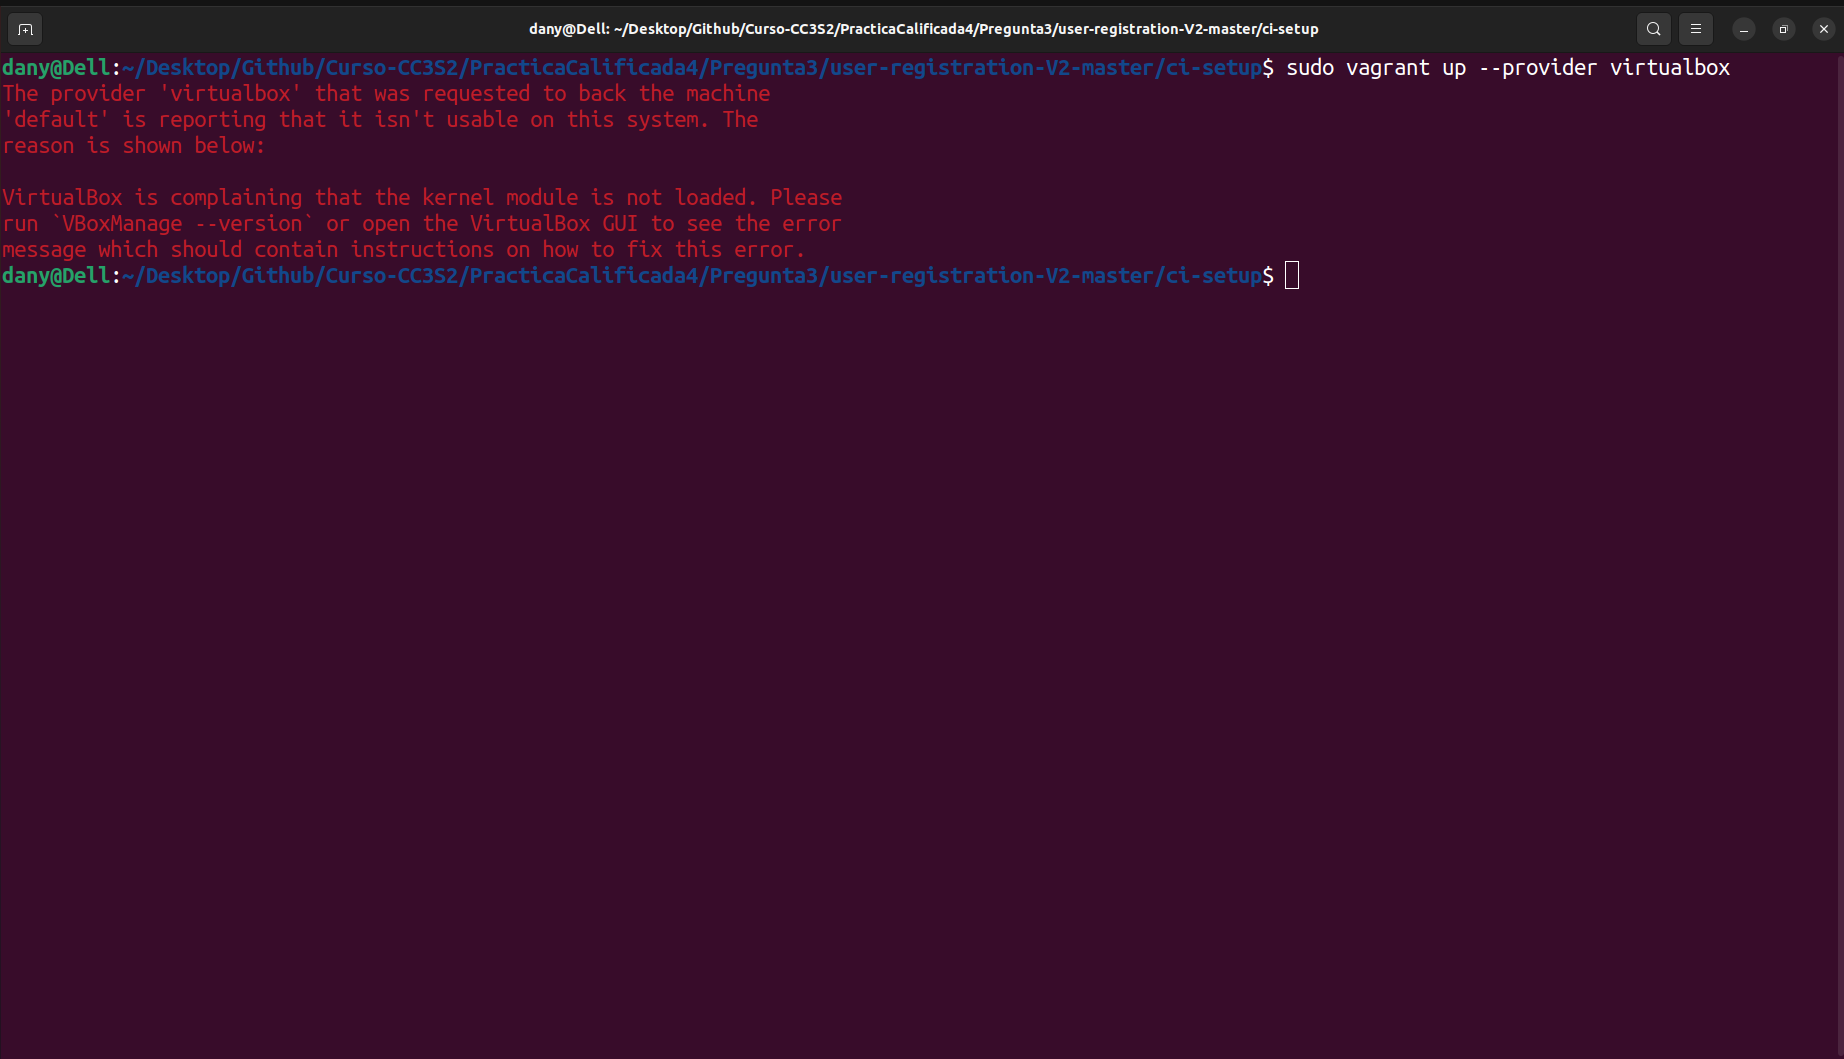 dany@Dell: ~/Desktop/Github/Curso-CC3S2/PracticaCalificada4/Pregunta3/user-registration-V2-master/ci-setup
dany@Dell:~/Desktop/Github/Curso-CC3S2/PracticaCalificada4/Pregunta3/user-registration-V2-master/ci-setup$ sudo vagrant up --provider virtualbox
The provider 'virtualbox' that was requested to back the machine
'default' is reporting that it isn't usable on this system. The
reason is shown below:
VirtualBox is complaining that the kernel module is not loaded. Please
run `VBoxManage --version` or open the VirtualBox GUI to see the error
message which should contain instructions on how to fix this error.
dany@Dell:~/Desktop/Github/Curso-CC3S2/PracticaCalificada4/Pregunta3/user-registration-V2-master/ci-setup$